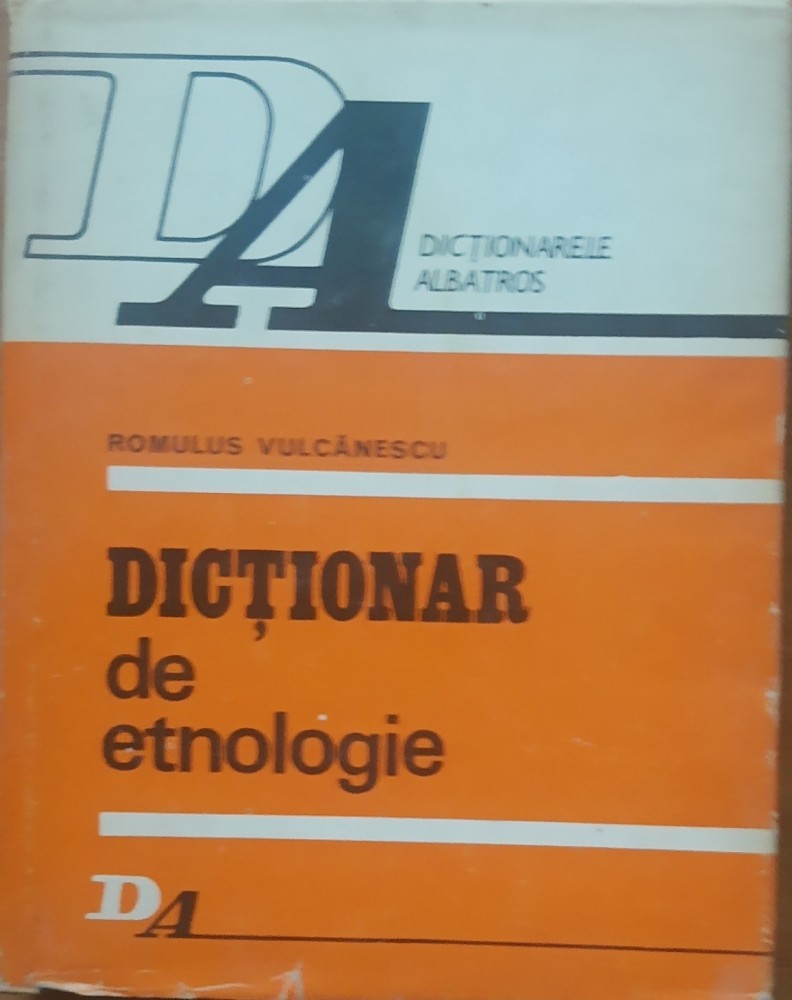 DA
DICȚIONARELE
ALBATROS
ROMULUS VULCĂNESCU
DICȚIONAR
de
etnologie
DA